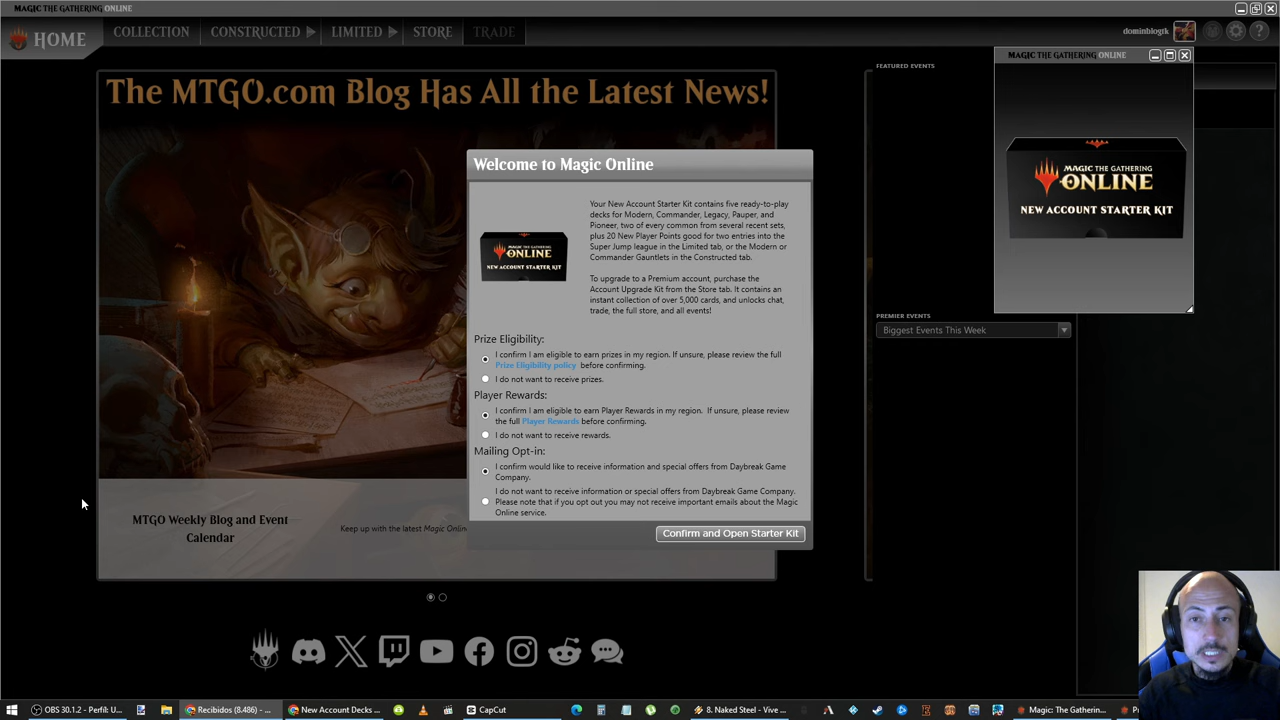 MAGIC THE GATHERING ONLINE
HOME
COLLECTION
CONSTRUCTED
LIMITED
STORE
TRADE
dominblogtk
?
The MTGO.com Blog Has All the Latest News!
FEATURED EVENTS
MAGIC THE GATHERING ONLINE
MAGIC THE GATHERING
ONLINE
NEW ACCOUNT STARTER KIT
PREMIER EVENTS
Biggest Events This Week
Welcome to Magic Online
MAGIC THE GATHERING
ONLINE
NEW ACCOUNT STARTER KIT
Your New Account Starter Kit contains five ready-to-play
decks for Modern, Commander, Legacy, Pauper, and
Pioneer, two of every common from several recent sets,
plus 20 New Player Points good for two entries into the
Super Jump league in the Limited tab, or the Modern or
Commander Gauntlets in the Constructed tab.
To upgrade to a Premium account, purchase the
Account Upgrade Kit from the Store tab. It contains an
instant collection of over 5,000 cards, and unlocks chat,
trade, the full store, and all events!
Prize Eligibility:
I confirm I am eligible to earn prizes in my region. If unsure, please review the full
Prize Eligibility policy before confirming.
I do not want to receive prizes.
Player Rewards:
I confirm I am eligible to earn Player Rewards in my region. If unsure, please review
the full Player Rewards before confirming.
I do not want to receive rewards.
Mailing Opt-in:
I confirm would like to receive information and special offers from Daybreak Game
Company.
I do not want to receive information or special offers from Daybreak Game Company.
Please note that if you opt out you may not receive important emails about the Magic
Online service.
Confirm and Open Starter Kit
MTGO Weekly Blog and Event
Calendar
Keep up with the latest Magic Onlin
OBS 30.1.2 - Perfil: U...
Recibidos (8.486) - ...
New Account Decks ...
CapCut
8. Naked Steel - Vive ...
Magic: The Gatherin...